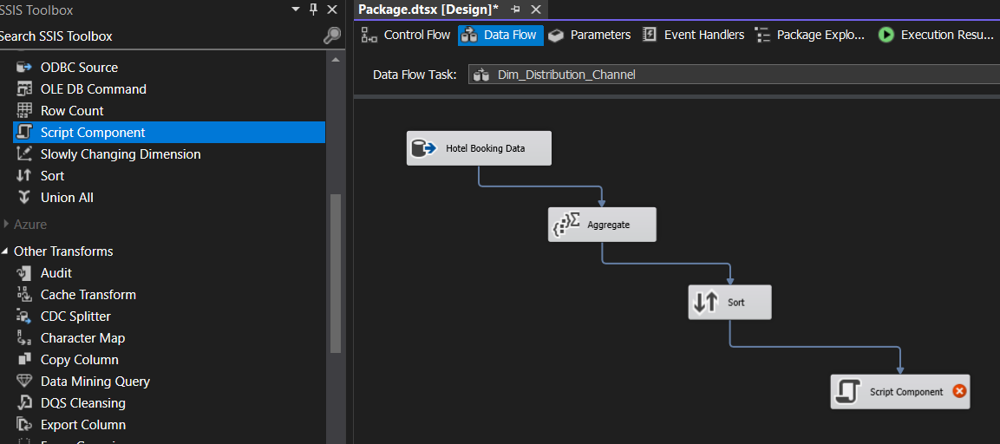 SSIS Toolbox
Search SSIS Toolbox
ODBC Source
OLE DB Command
Row Count
Script Component
Slowly Changing Dimension
Sort
Union All
Azure
Other Transforms
Audit
Cache Transform
CDC Splitter
Character Map
Copy Column
Data Mining Query
DQS Cleansing
Export Column
Package.dtsx [Design]*
Control Flow
Data Flow
Parameters
Event Handlers
Package Explo...
Execution Resu...
Data Flow Task:
Dim_Distribution_Channel
Hotel Booking Data
Aggregate
Sort
Script Component